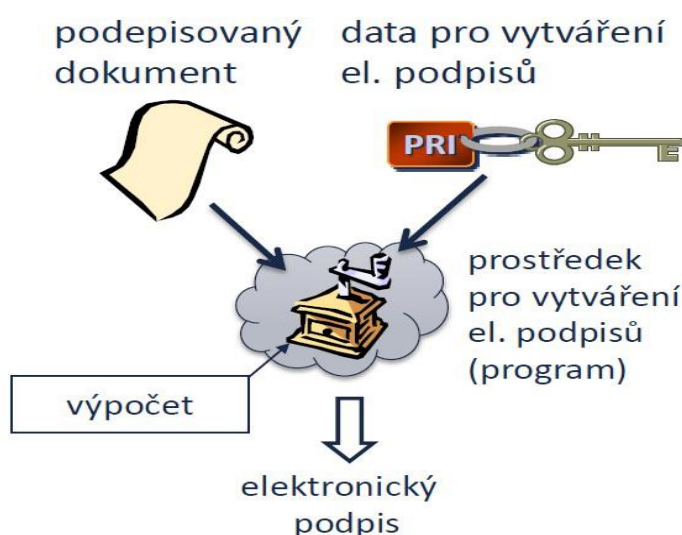 podepisovaný
dokument
data pro vytváření
el. podpisů
PRI
prostředek
pro vytváření
el. podpisů
(program)
výpočet
elektronický
podpis